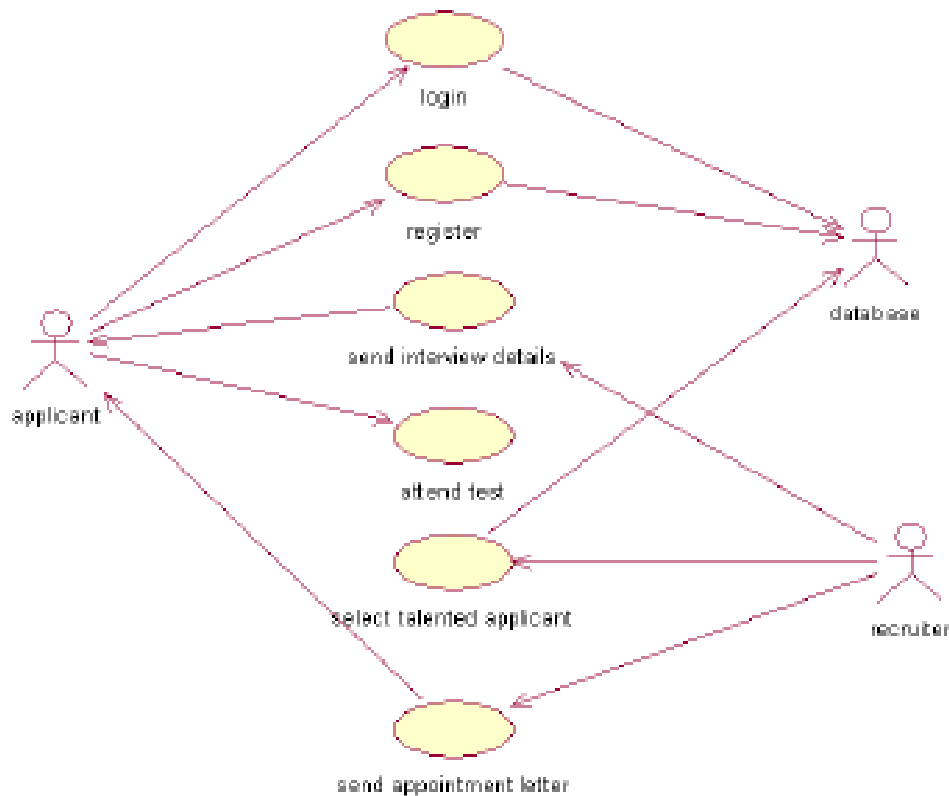 login
register
database
send interview details
applicant
attend test
select talented applicant
recruiter
send appointment letter